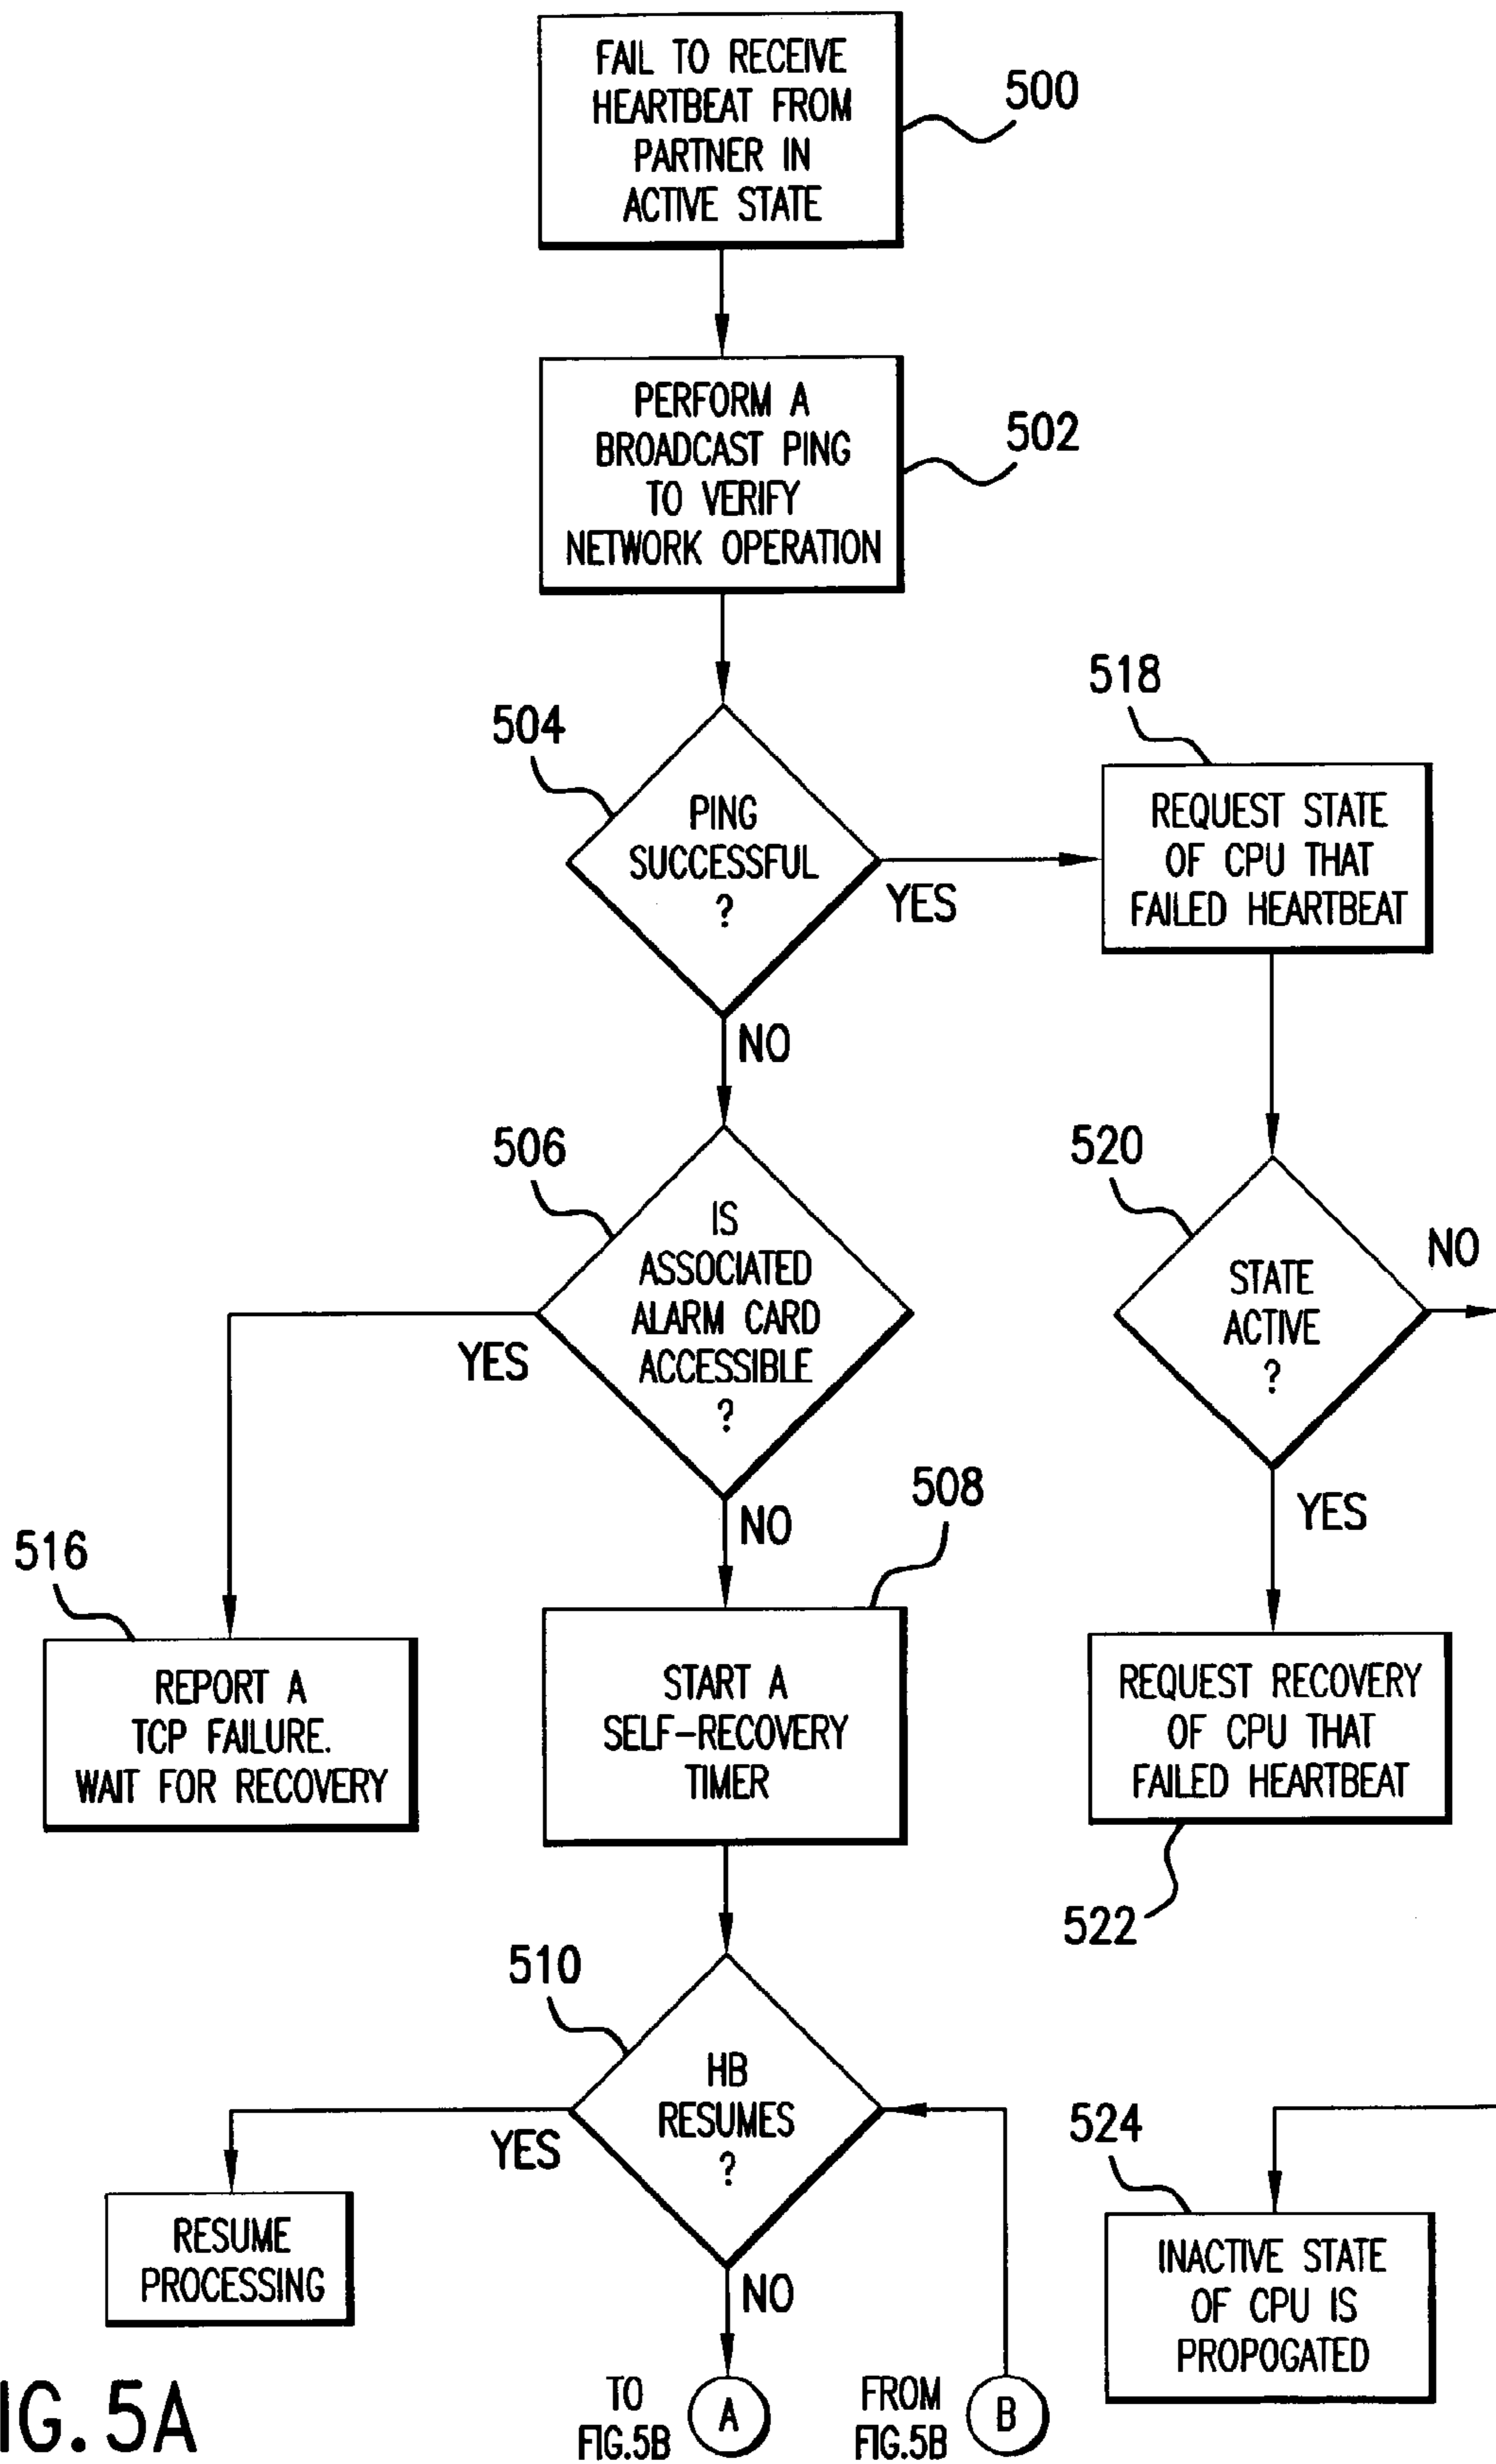 FAIL TO RECEIVE
HEARTBEAT FROM
PARTNER IN
ACTIVE STATE
500
PERFORM A
BROADCAST PING
TO VERIFY
NETWORK OPERATION
502
504
PING
SUCCESSFUL
?
YES
NO
518
REQUEST STATE
OF CPU THAT
FAILED HEARTBEAT
506
IS
ASSOCIATED
ALARM CARD
ACCESSIBLE
?
YES
NO
520
STATE
ACTIVE
?
NO
YES
516
REPORT A
TCP FAILURE.
WAIT FOR RECOVERY
508
START A
SELF-RECOVERY
TIMER
REQUEST RECOVERY
OF CPU THAT
FAILED HEARTBEAT
522
510
HB
RESUMES
?
YES
NO
RESUME
PROCESSING
524
INACTIVE STATE
OF CPU IS
PROPOGATED
TO
FIG.5B
A
FROM
FIG.5B
B
IG. 5A